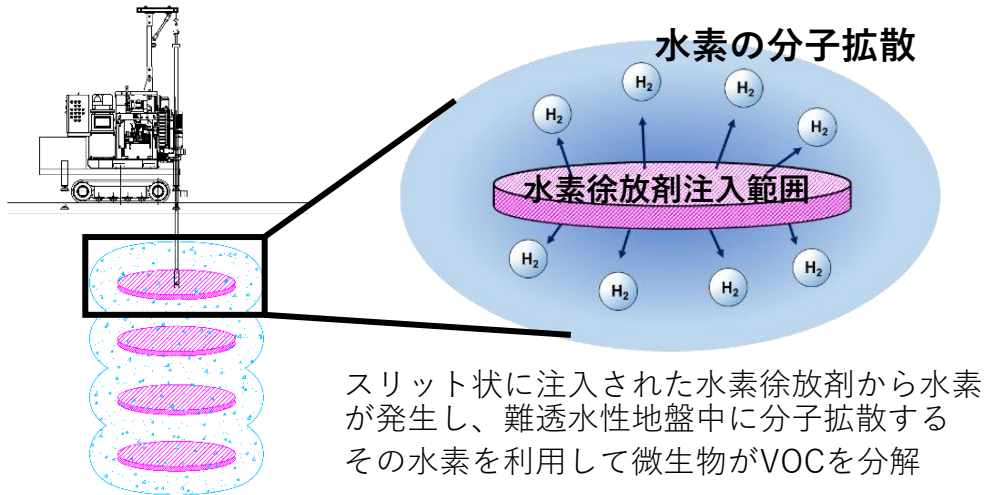 水素の分子拡散
H₂
H₂
H₂
H₂
水素徐放剤注入範囲
H₂
H₂
H₂
H₂
スリット状に注入された水素徐放剤から水素
が発生し、難透水性地盤中に分子拡散する
その水素を利用して微生物がVOCを分解